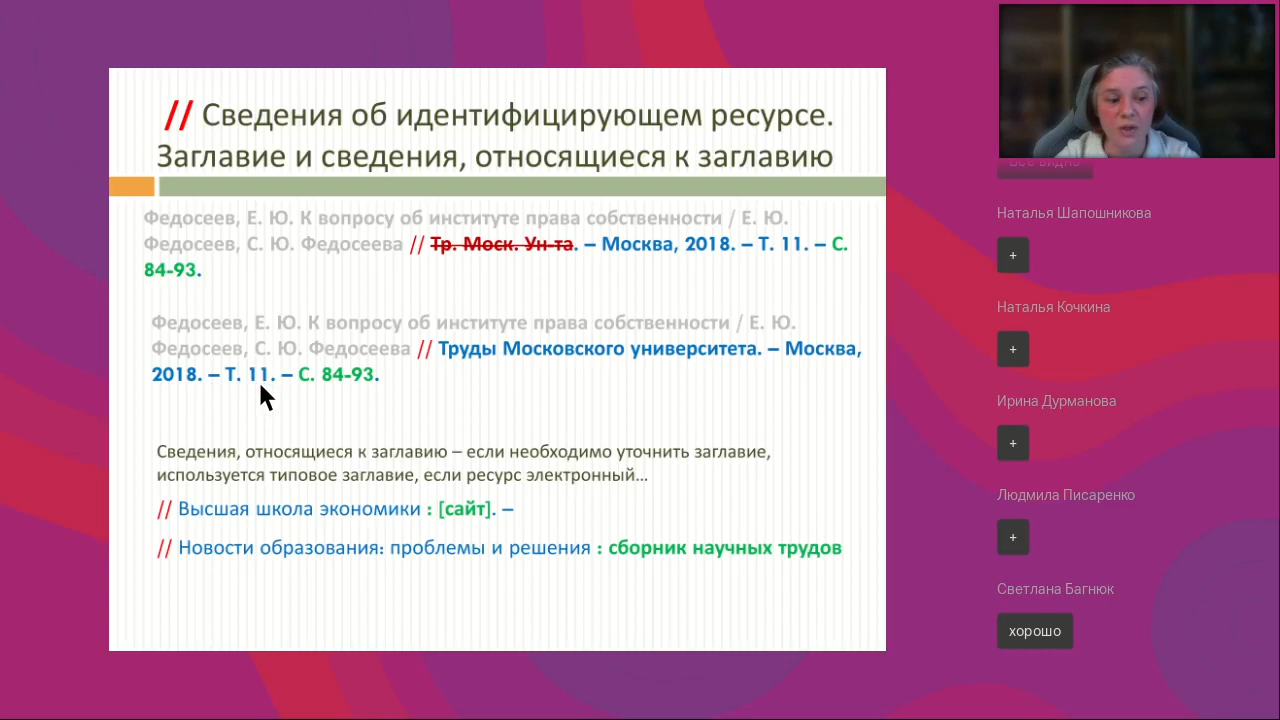 // Сведения об идентифицирующем ресурсе.
Заглавие и сведения, относящиеся к заглавию
Федосеев, Е. Ю. К вопросу об институте права собственности / Е. Ю.
Федосеев, С. Ю. Федосеева // Тр. Моск. Ун-та. – Москва, 2018. – Т. 11. – С.
84-93.
Федосеев, Е. Ю. К вопросу об институте права собственности / Е. Ю.
Федосеев, С. Ю. Федосеева // Труды Московского университета. – Москва,
2018. – Т. 11. – С. 84-93.
Сведения, относящиеся к заглавию – если необходимо уточнить заглавие,
используется типовое заглавие, если ресурс электронный...
// Высшая школа экономики : [сайт]. –
// Новости образования: проблемы и решения : сборник научных трудов
Все видно
Наталья Шапошникова
+
Наталья Кочкина
+
Ирина Дурманова
+
Людмила Писаренко
+
Светлана Багнюк
хорошо